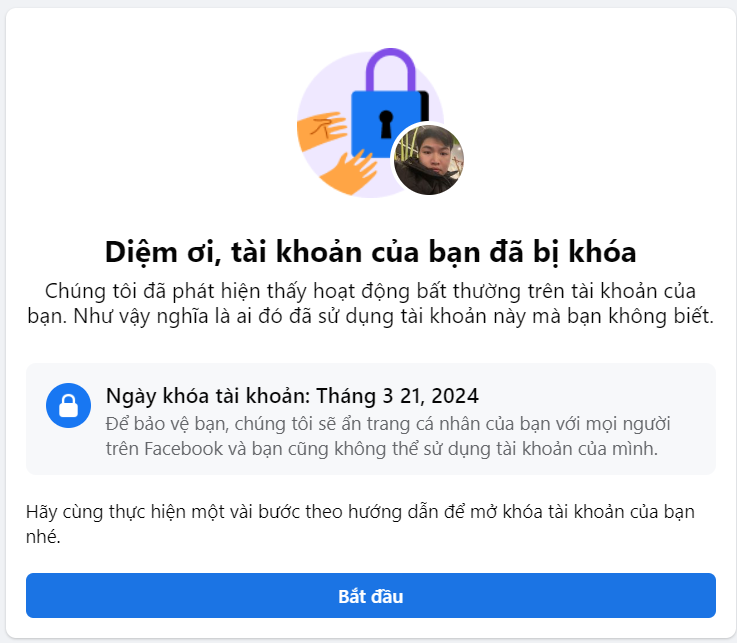 Diệm ơi, tài khoản của bạn đã bị khóa
Chúng tôi đã phát hiện thấy hoạt động bất thường trên tài khoản của
bạn. Như vậy nghĩa là ai đó đã sử dụng tài khoản này mà bạn không biết.
Ngày khóa tài khoản: Tháng 3 21, 2024
Để bảo vệ bạn, chúng tôi sẽ ẩn trang cá nhân của bạn với mọi người
trên Facebook và bạn cũng không thể sử dụng tài khoản của mình.
Hãy cùng thực hiện một vài bước theo hướng dẫn để mở khóa tài khoản của bạn
nhé.
Bắt đầu